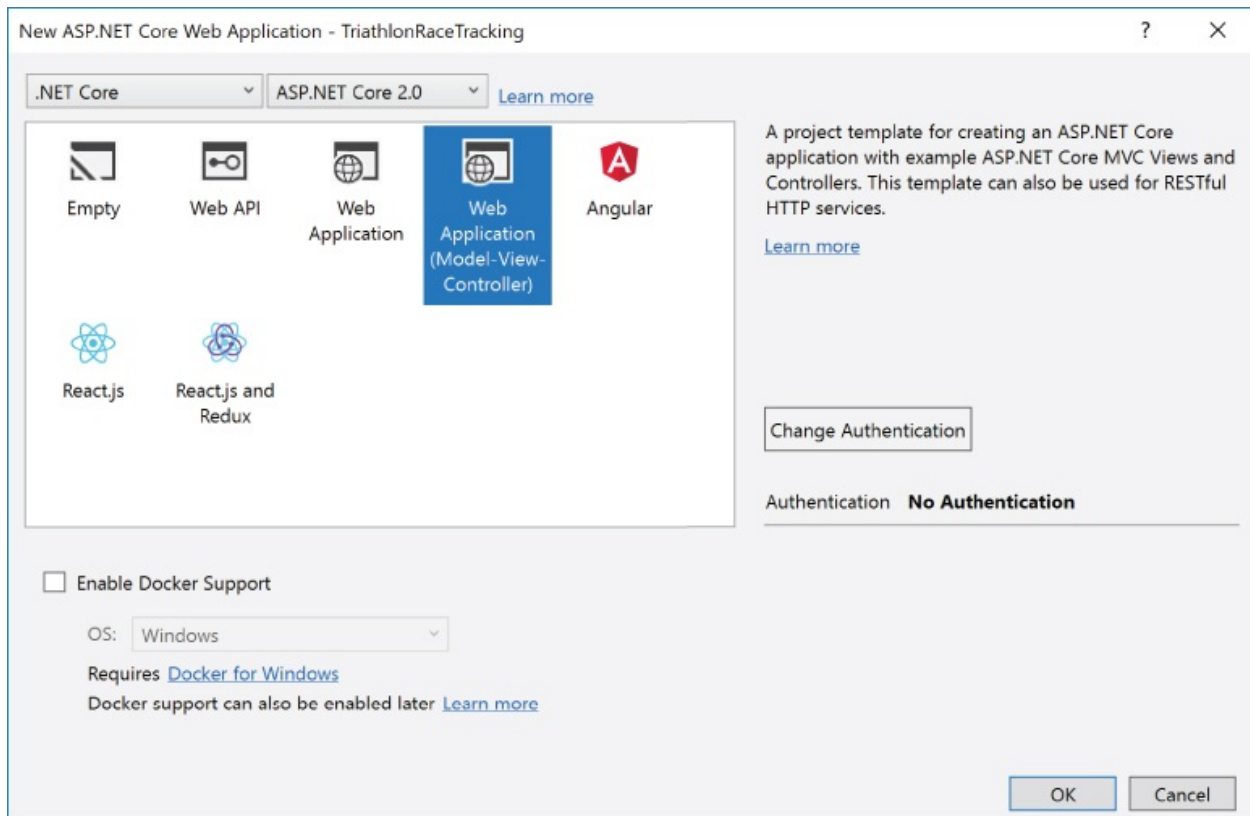 New ASP.NET Core Web Application - TriathlonRaceTracking
?
.NET Core
ASP.NET Core 2.0
Learn more
Empty
Web API
Web
Application
Web
Application
(Model-View-
Controller)
Angular
React.js
React.js and
Redux
A project template for creating an ASP.NET Core
application with example ASP.NET Core MVC Views and
Controllers. This template can also be used for RESTful
HTTP services.
Learn more
Change Authentication
Authentication No Authentication
Enable Docker Support
OS: Windows
Requires Docker for Windows
Docker support can also be enabled later Learn more
OK
Cancel